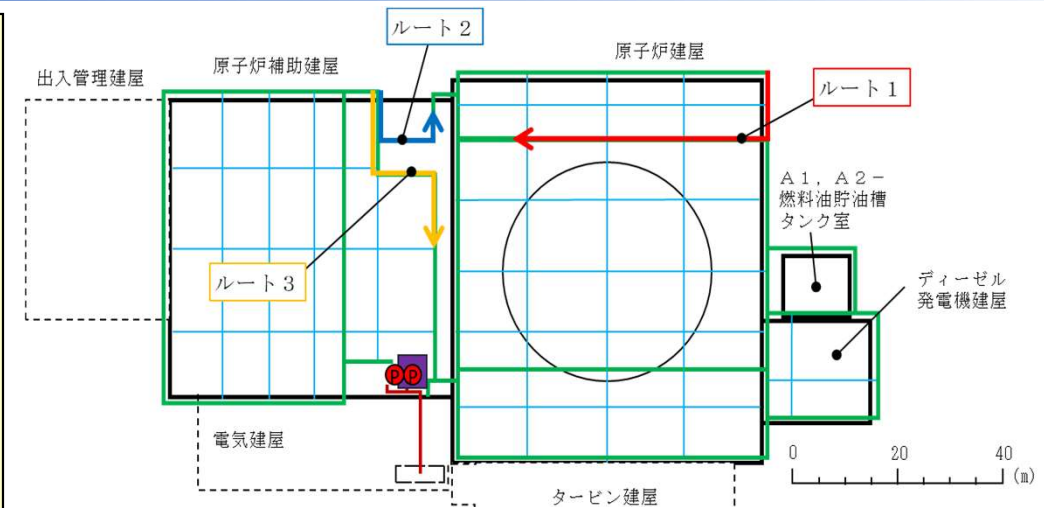 ルート2
原子炉建屋
原子炉補助建屋
出入管理建屋
ルート1
A1,A2-
燃料油貯油槽
タンク室
ルート3
ディーゼル
発電機建屋
P P
電気建屋
0 20 40
(m)
タービン建屋